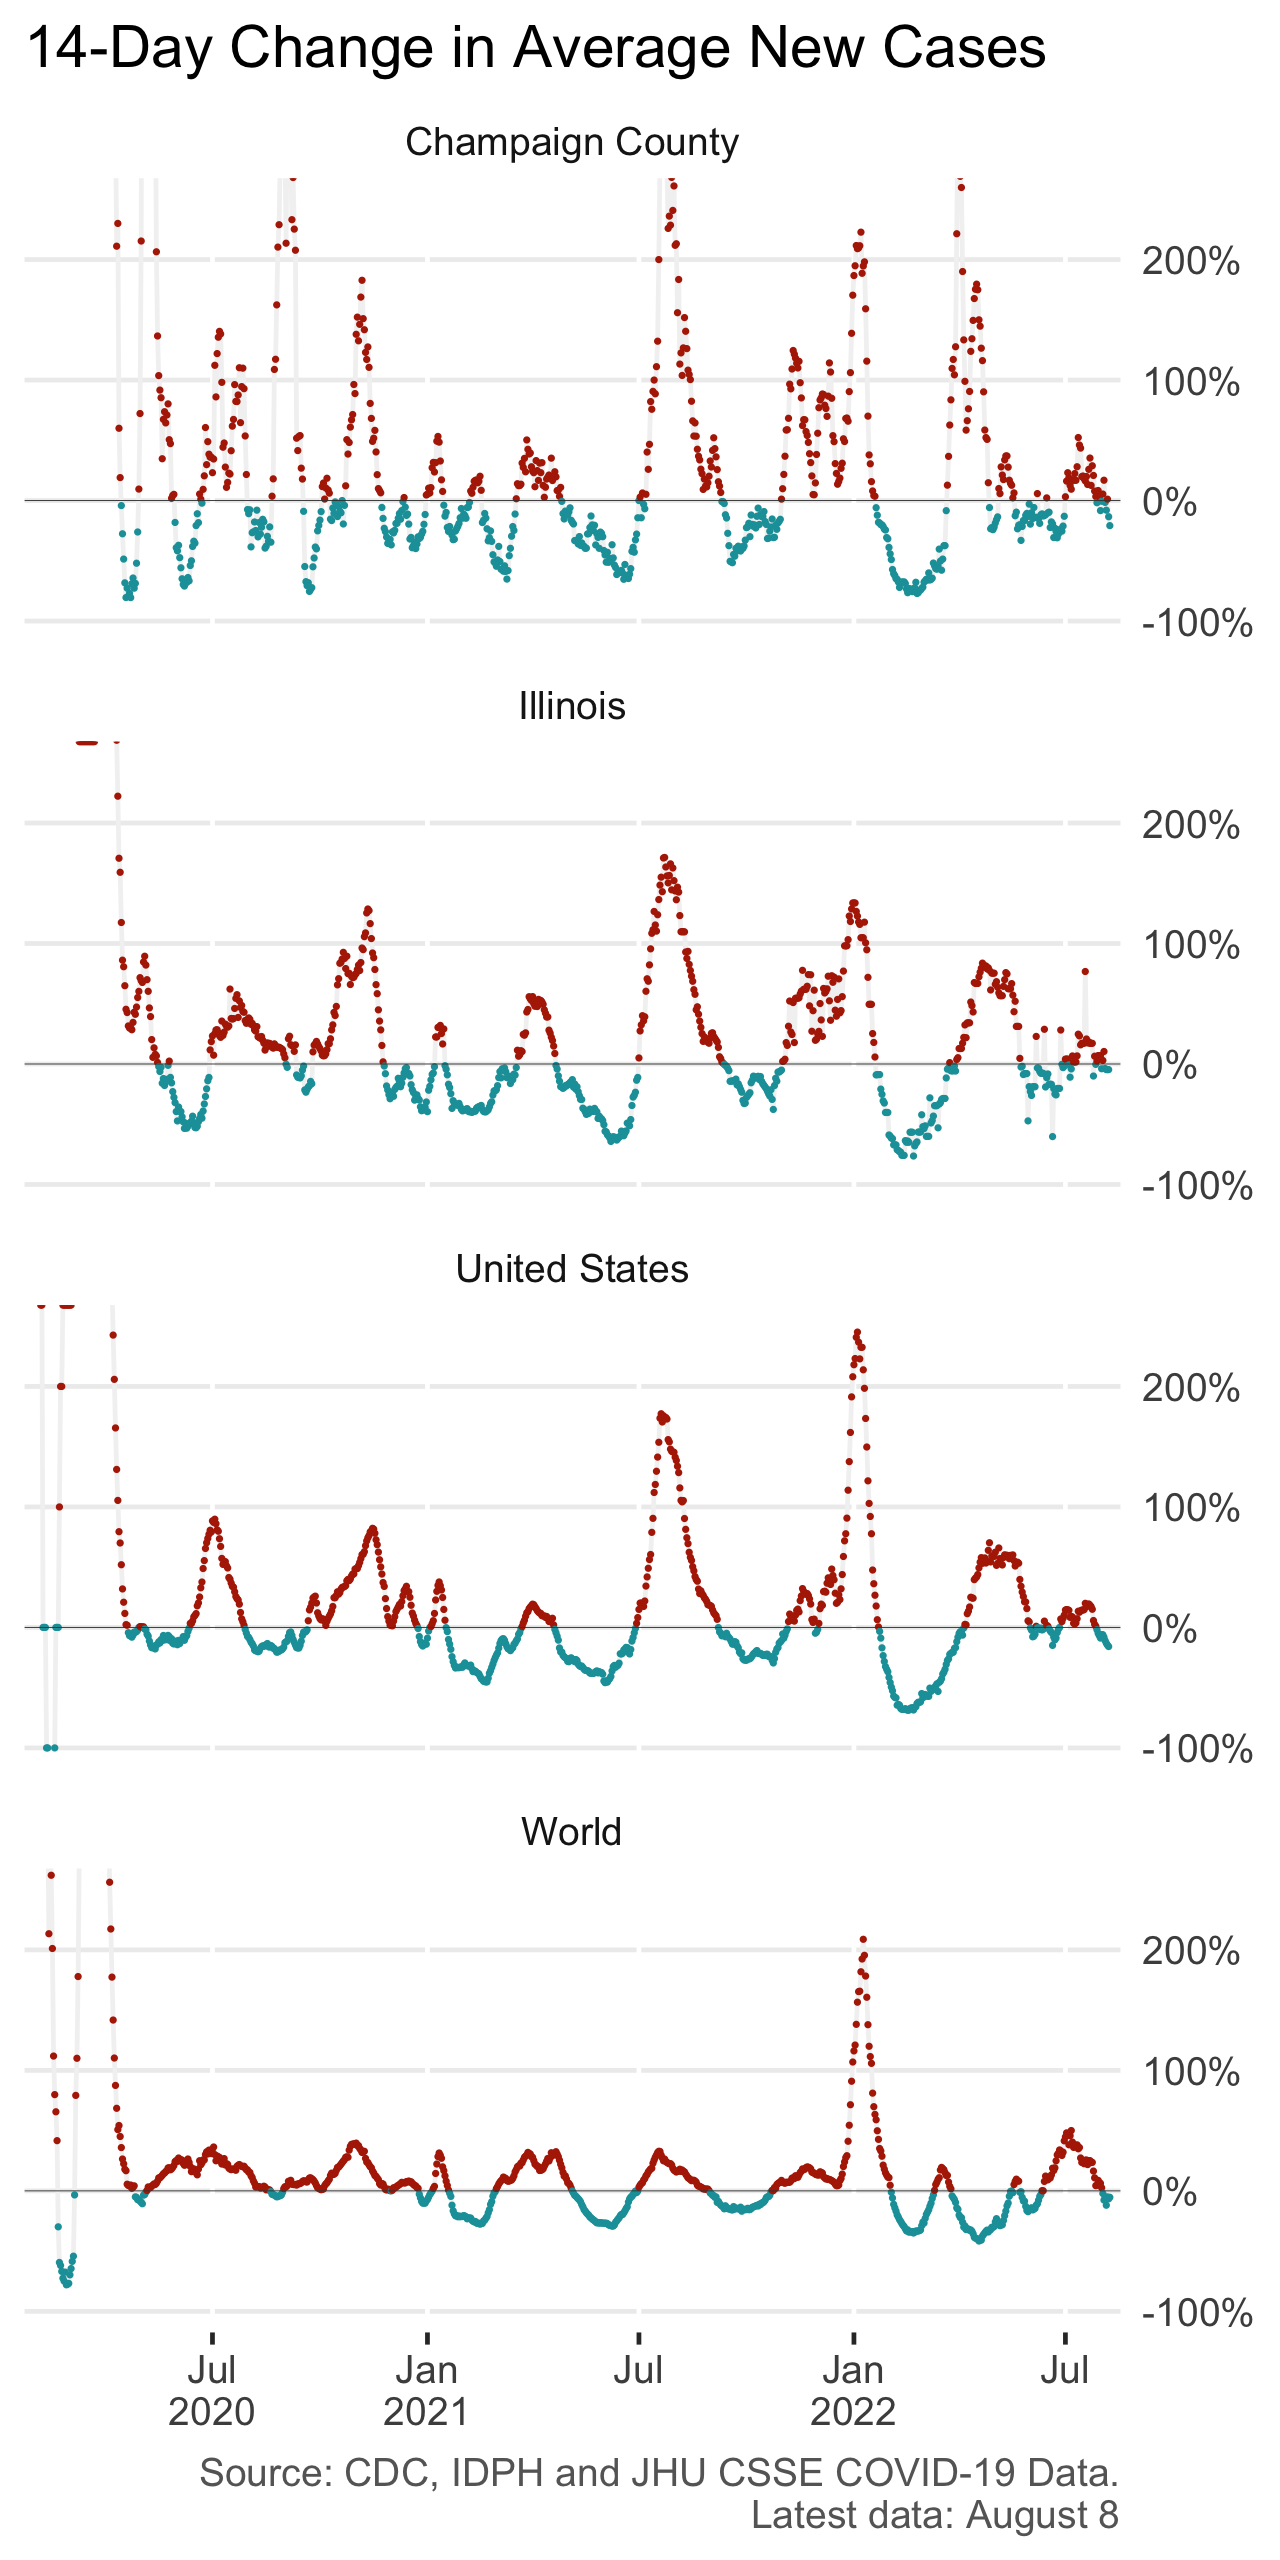 14-Day Change in Average New Cases
Champaign County
200%
100%
0%
-100%
Illinois
200%
100%
0%
-100%
United States
200%
100%
0%
-100%
World
200%
100%
0%
-100%
Jul Jan Jul Jan Jul
2020 2021 2022
Source: CDC, IDPH and JHU CSSE COVID-19 Data.
Latest data: August 8